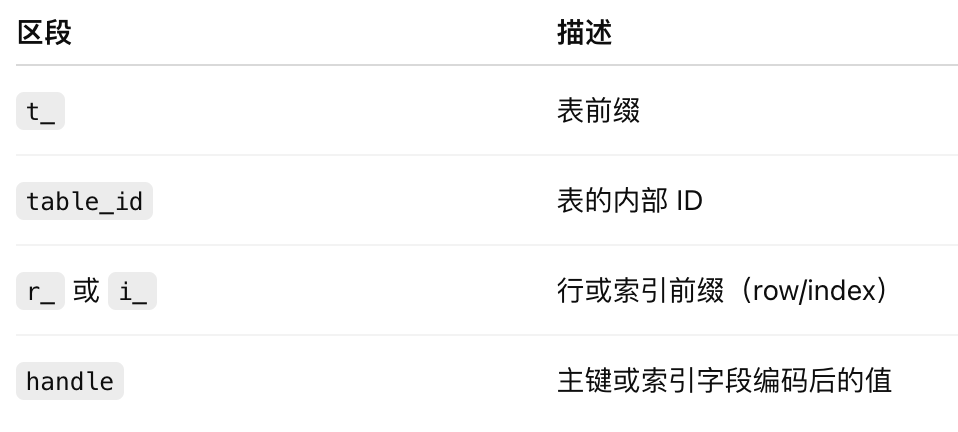 区段 描述
t_ 表前缀
table_id 表的内部 ID
r_ 或 i_ 行或索引前缀（row/index）
handle 主键或索引字段编码后的值